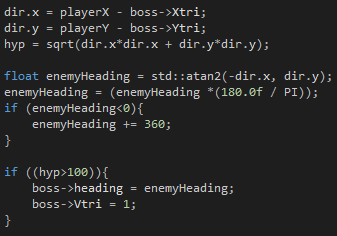 dir.x = playerX - boss->Xtri;
dir.y = playerY - boss->Ytri;
hyp = sqrt(dir.x*dir.x + dir.y*dir.y);
float enemyHeading = std::atan2(-dir.x, dir.y);
enemyHeading = (enemyHeading *(180.0f / PI));
if (enemyHeading<0){
enemyHeading += 360;
}
if ((hyp>100)){
boss->heading = enemyHeading;
boss->Vtri = 1;
}